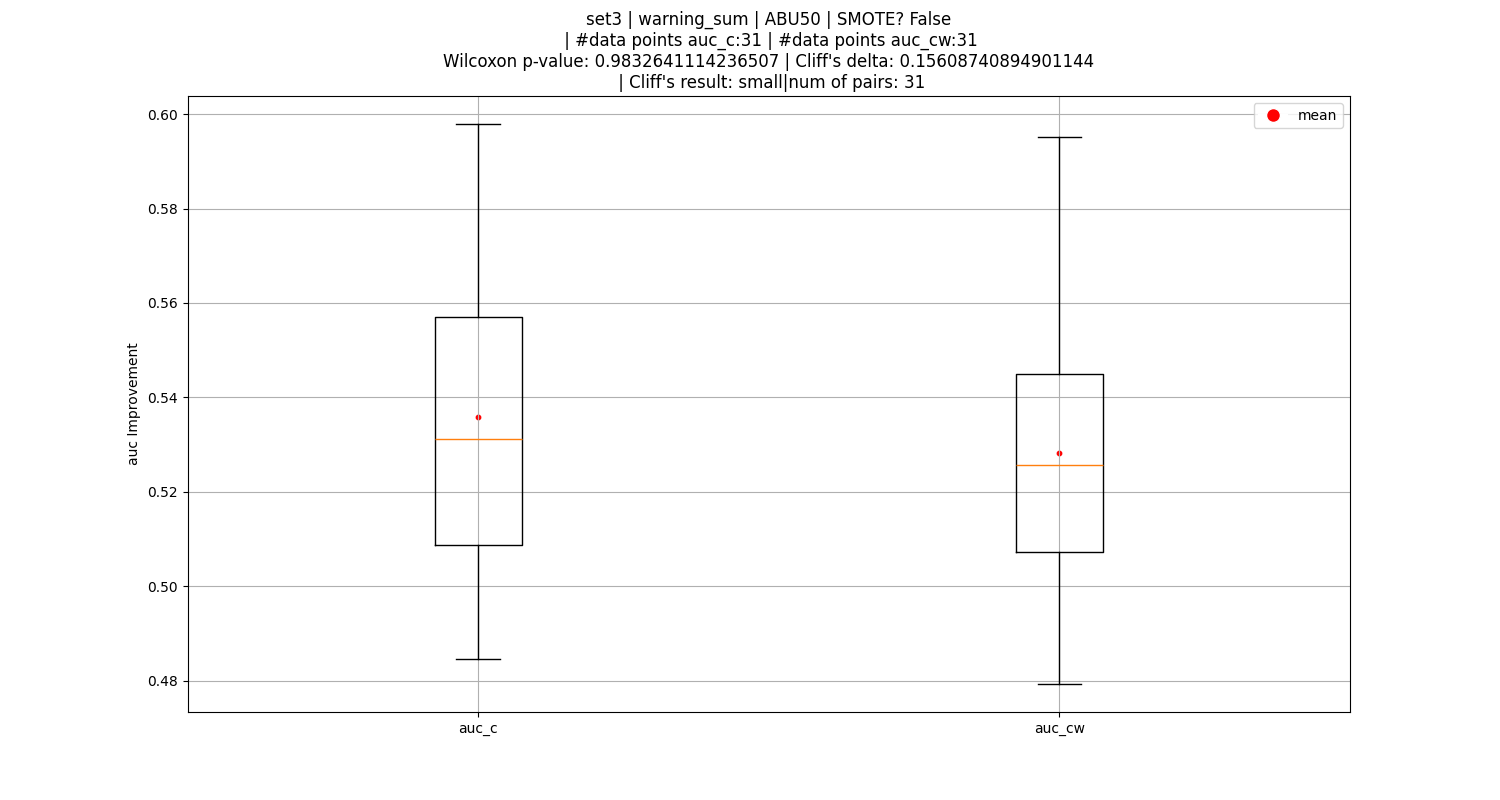 set3 | warning_sum | ABU50 | SMOTE? False
| #data points auc_c:31 | #data points auc_cw:31
Wilcoxon p-value: 0.9832641114236507 | Cliff's delta: 0.15608740894901144
| Cliff's result: small|num of pairs: 31
mean
0.60
0.58
0.56
0.54
0.52
0.50
0.48
auc Improvement
auc_c
auc_cw